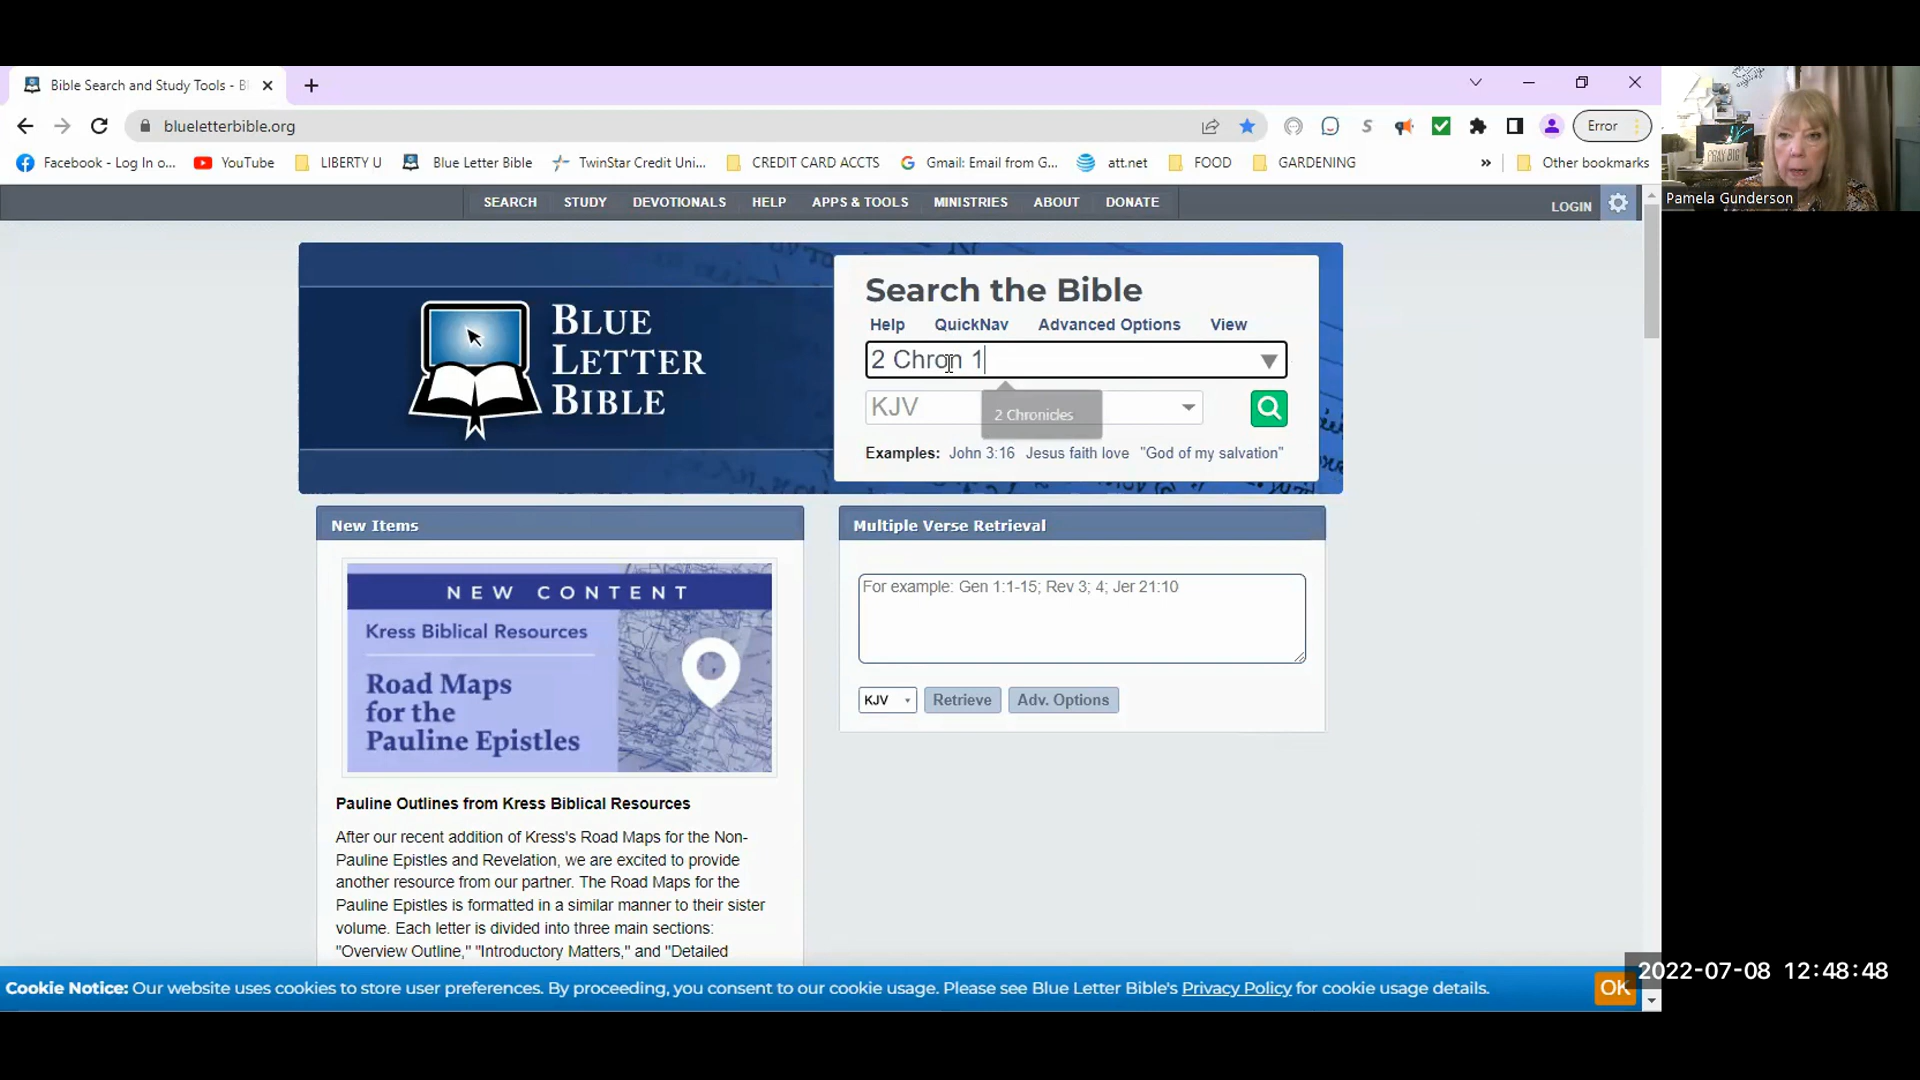 Bible Search and Study Tools - B
blueletterbible.org
Error
Facebook - Log In o...
YouTube
LIBERTY U
Blue Letter Bible
TwinStar Credit Uni...
CREDIT CARD ACCTS
Gmail: Email from G...
att.net
FOOD
GARDENING
»
Other bookmarks
PRAY BIG
Pamela Gunderson
SEARCH STUDY DEVOTIONALS HELP APPS & TOOLS MINISTRIES ABOUT DONATE
LOGIN
BLUE
LETTER
BIBLE
Search the Bible
Help QuickNav Advanced Options View
2 Chron 1
KJV
2 Chronicles
Examples: John 3:16 Jesus faith love "God of my salvation"
New Items
NEW CONTENT
Kress Biblical Resources
Road Maps
for the
Pauline Epistles
Pauline Outlines from Kress Biblical Resources
After our recent addition of Kress's Road Maps for the Non-
Pauline Epistles and Revelation, we are excited to provide
another resource from our partner. The Road Maps for the
Pauline Epistles is formatted in a similar manner to their sister
volume. Each letter is divided into three main sections:
"Overview Outline," "Introductory Matters," and "Detailed
Multiple Verse Retrieval
For example: Gen 1:1-15; Rev 3; 4; Jer 21:10
KJV Retrieve Adv. Options
Cookie Notice: Our website uses cookies to store user preferences. By proceeding, you consent to our cookie usage. Please see Blue Letter Bible's Privacy Policy for cookie usage details.
OK
2022-07-08 12:48:48